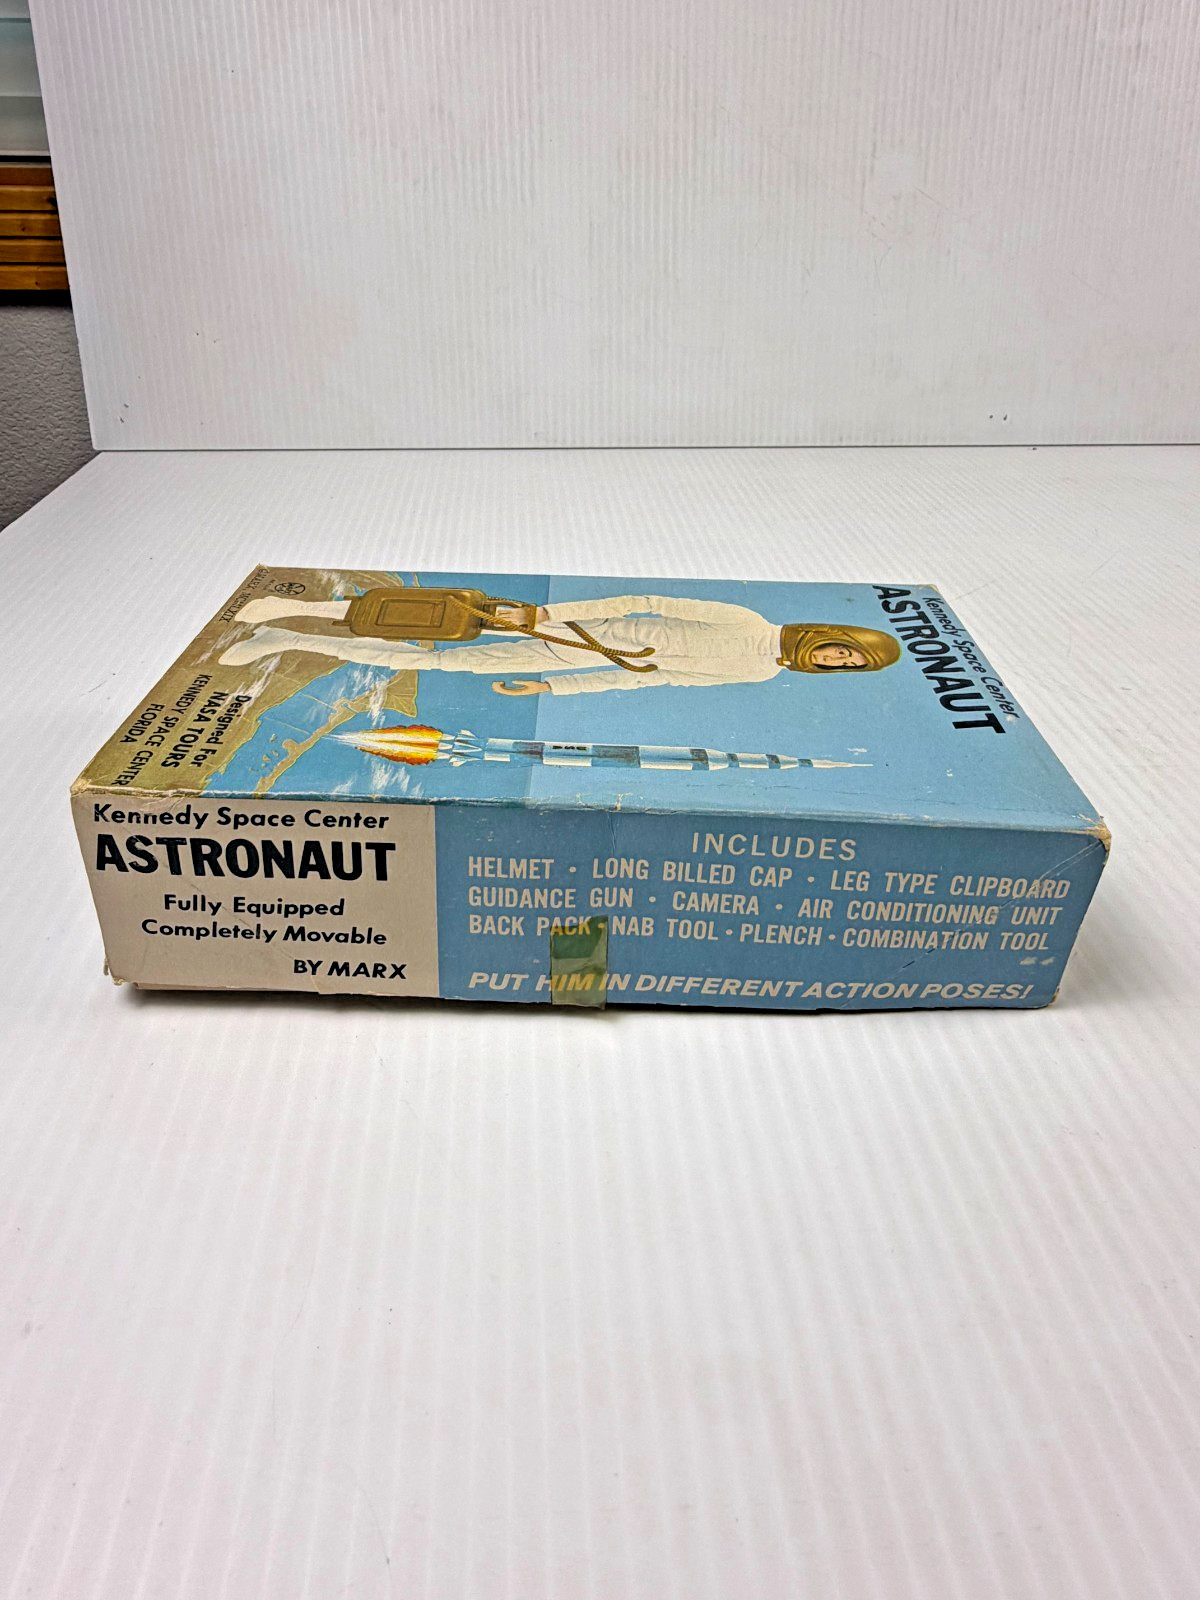 Kennedy Space Center
ASTRONAUT
USA
Designed For
NASA TOURS
KENNEDY SPACE CENTER
FLORIDA
MARX
Kennedy Space Center
ASTRONAUT
Fully Equipped
Completely Movable
BY MARX
INCLUDES
HELMET • LONG BILLED CAP • LEG TYPE CLIPBOARD
GUIDANCE GUN • CAMERA • AIR CONDITIONING UNIT
BACK PACK • NAB TOOL • PLENCH • COMBINATION TOOL
PUT HIM IN DIFFERENT ACTION POSES!